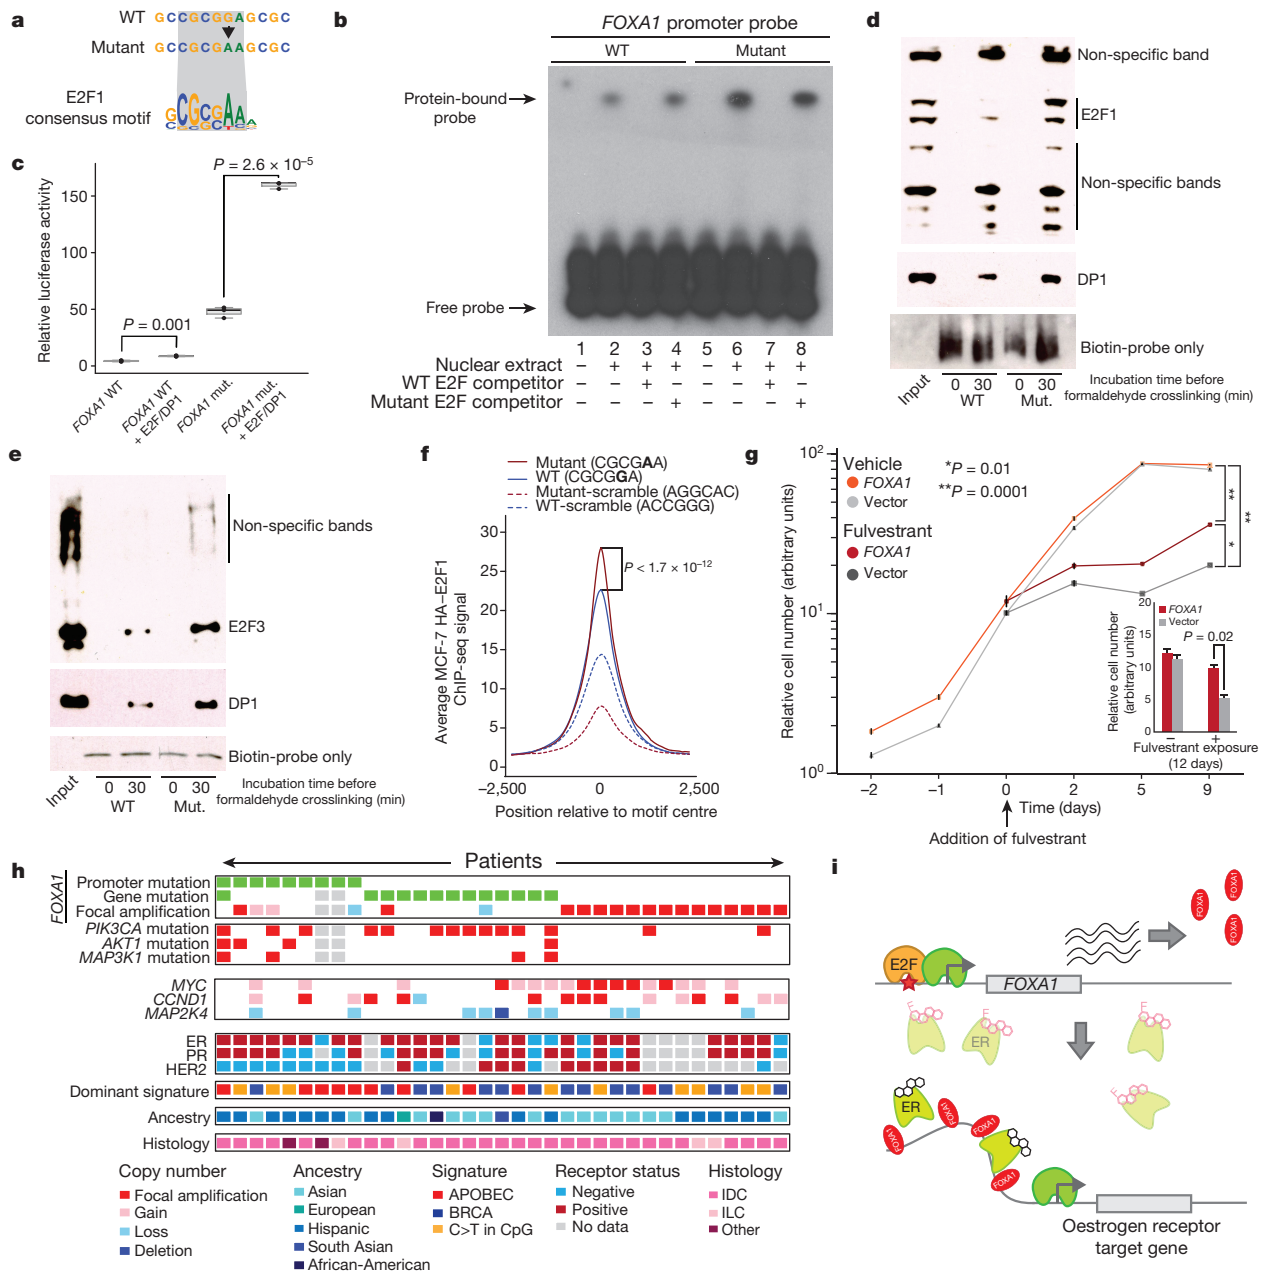 a
WT GCCGCGGAGCGC
Mutant GCCGCGAAGCGC
E2F1
consensus motif
b
FOXA1 promoter probe
WT Mutant
Protein-bound
probe
Free probe
1 2 3 4 5 6 7 8
Nuclear extract – + + + – + + +
WT E2F competitor – – + – – – + –
Mutant E2F competitor – – – + – – – +
c
Relative luciferase activity
150
100
50
0
P = 0.001
P = 2.6 × 10–5
FOXA1 WT
FOXA1 WT
+ E2F/DP1
FOXA1 mut.
FOXA1 mut.
+ E2F/DP1
d
Non-specific band
E2F1
Non-specific bands
DP1
Biotin-probe only
Input 0 30 0 30
WT Mut.
Incubation time before
formaldehyde crosslinking (min)
e
Non-specific bands
E2F3
DP1
Biotin-probe only
Input 0 30 0 30
WT Mut.
Incubation time before
formaldehyde crosslinking (min)
f
Mutant (CGCGAA)
WT (CGCGGA)
Mutant-scramble (AGGCAC)
WT-scramble (ACCGGG)
Average MCF-7 HA–E2F1
ChIP-seq signal
30
25
20
15
10
5
0
P < 1.7 × 10–12
–2,500 0 2,500
Position relative to motif centre
g
Relative cell number (arbitrary units)
10²
10¹
10⁰
Vehicle
FOXA1
Vector
Fulvestrant
FOXA1
Vector
*P = 0.01
**P = 0.0001
**
*
**
–2 –1 0 2 5 9
Time (days)
Addition of fulvestrant
Relative cell number
(arbitrary units)
20
15
10
5
0
FOXA1
Vector
P = 0.02
– +
Fulvestrant exposure
(12 days)
h
Patients
FOXA1
Promoter mutation
Gene mutation
Focal amplification
PIK3CA mutation
AKT1 mutation
MAP3K1 mutation
MYC
CCND1
MAP2K4
ER
PR
HER2
Dominant signature
Ancestry
Histology
Copy number
Focal amplification
Gain
Loss
Deletion
Ancestry
Asian
European
Hispanic
South Asian
African-American
Signature
APOBEC
BRCA
C>T in CpG
Receptor status
Negative
Positive
No data
Histology
IDC
ILC
Other
i
FOXA1
FOXA1
FOXA1
E2F
FOXA1
F
F
F
ER
F
ER
FOXA1
FOXA1
FOXA1
FOXA1
Oestrogen receptor
target gene